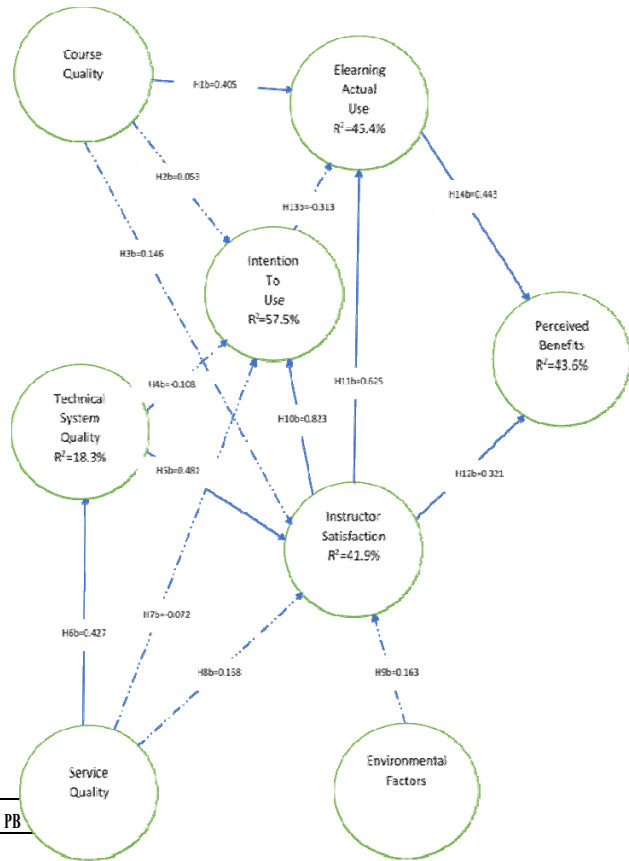 Course
Quality
Elearning
Actual
Use
R²=45.4%
H1b=0.405
H2b=0.053
H13b=-0.313
H14b=0.443
H3b=0.146
Intention
To
Use
R²=57.5%
Perceived
Benefits
R²=43.6%
H4b=-0.108
H11b=0.625
Technical
System
Quality
R²=18.3%
H10b=0.823
H5b=0.481
H12b=0.321
Instructor
Satisfaction
R²=41.9%
H7b=-0.072
H6b=0.427
H8b=0.158
H9b=0.163
Service
Quality
Environmental
Factors
PB